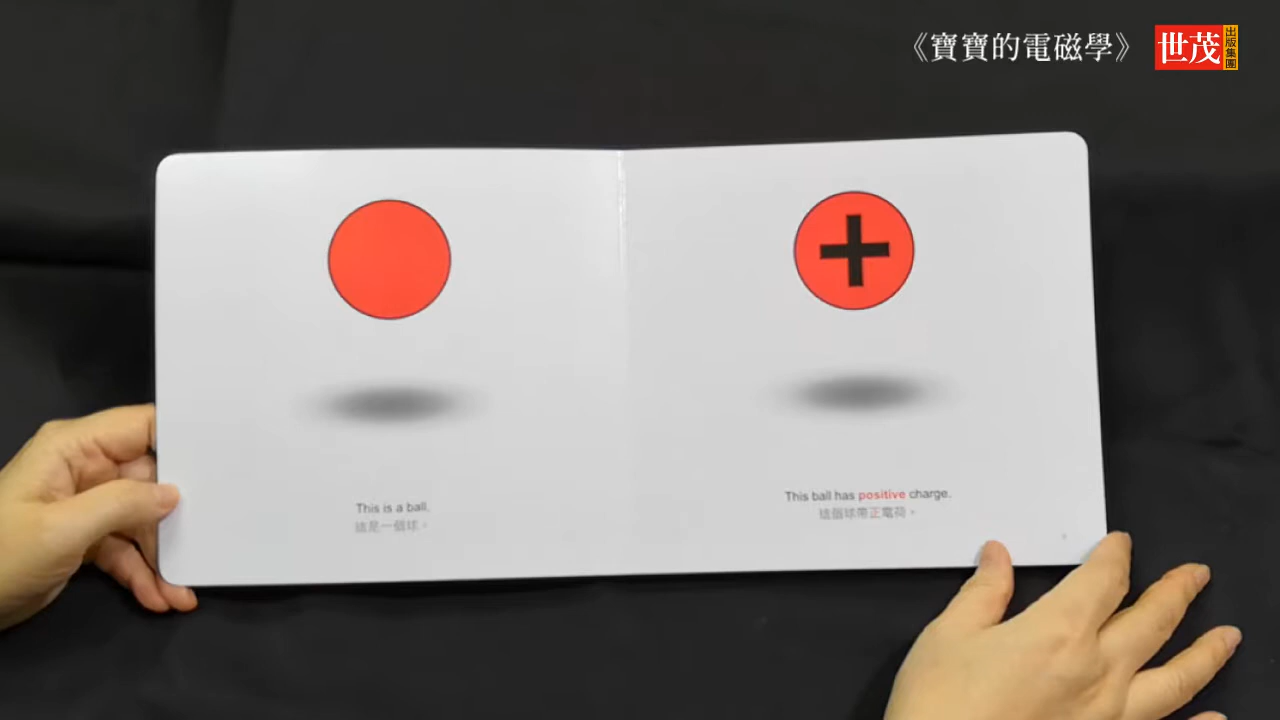 《寶寶的電磁學》
世茂
出版集團
This is a ball.
這是一個球。
This ball has positive charge.
這個球帶正電荷。